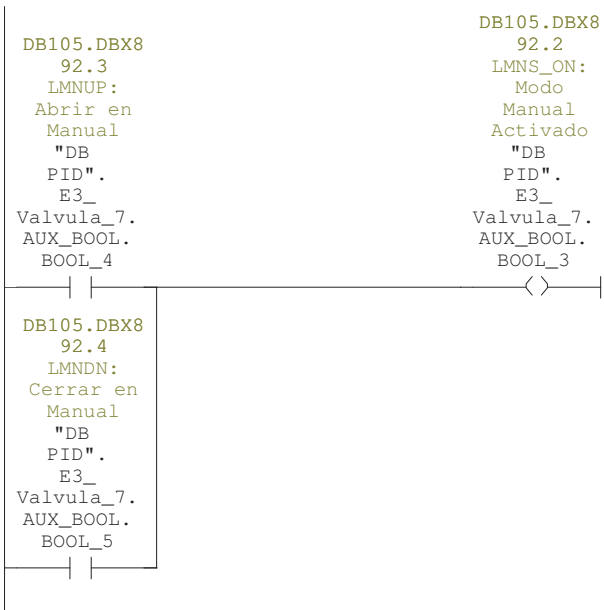 DB105.DBX8
92.3
LMNUP:
Abrir en
Manual
"DB
PID".
E3_
Valvula_7.
AUX_BOOL.
BOOL_4
DB105.DBX8
92.2
LMNS_ON:
Modo
Manual
Activado
"DB
PID".
E3_
Valvula_7.
AUX_BOOL.
BOOL_3
DB105.DBX8
92.4
LMNDN:
Cerrar en
Manual
"DB
PID".
E3_
Valvula_7.
AUX_BOOL.
BOOL_5